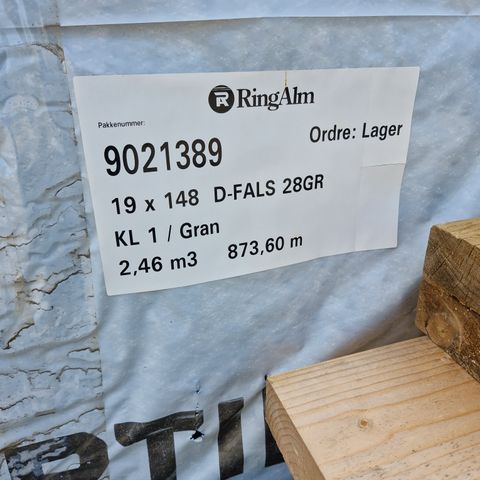 RingAlm
Pakkenummer:
Ordre: Lager
9021389
19 x 148 D-FALS 28GR
KL 1 / Gran
2,46 m3 873,60 m